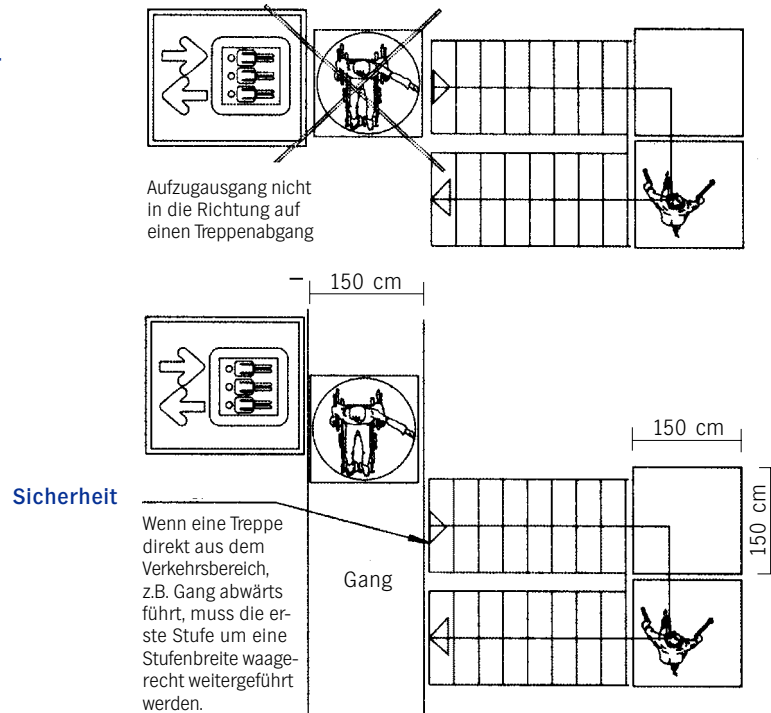 Aufzugausgang nicht
in die Richtung auf
einen Treppenabgang
150 cm
150 cm
150 cm
Sicherheit
Wenn eine Treppe
direkt aus dem
Verkehrsbereich,
z.B. Gang abwärts
führt, muss die er-
ste Stufe um eine
Stufenbreite waage-
recht weitergeführt
werden.
Gang